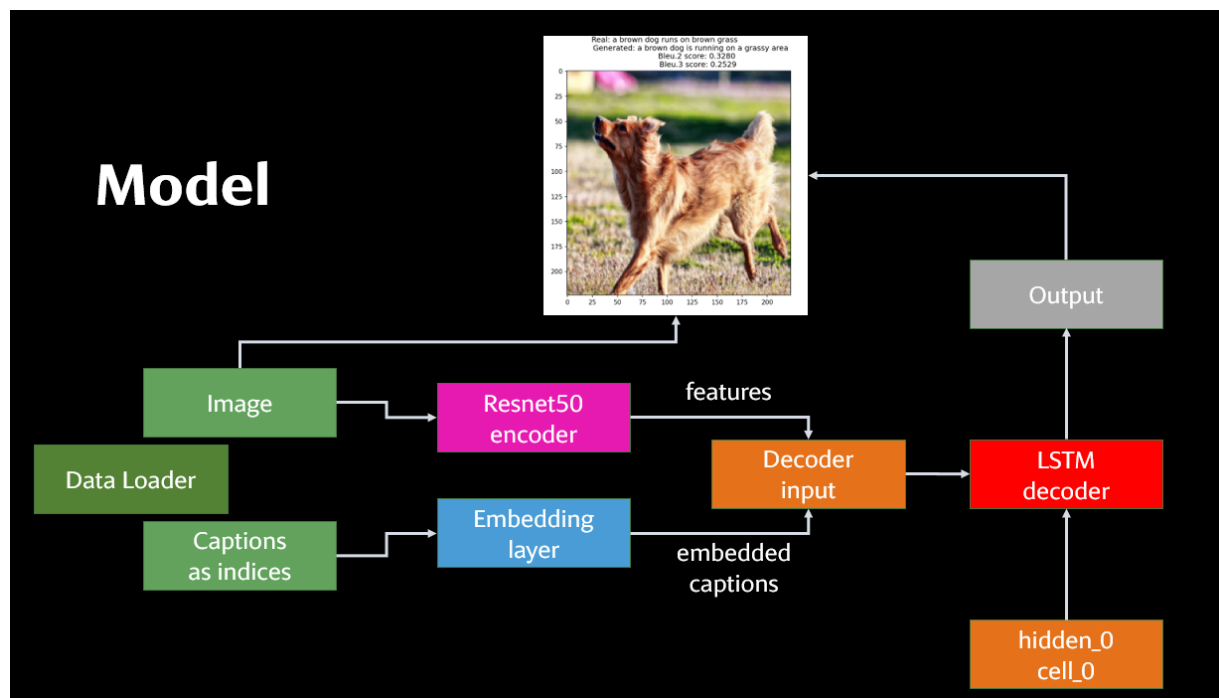 Real: a brown dog runs on brown grass
Generated: a brown dog is running on a grassy area
Bleu.2 score: 0.3280
Bleu.3 score: 0.2529
0
25
50
75
100
125
150
175
200
0 25 50 75 100 125 150 175 200
Model
Output
Image
Resnet50
encoder
features
Data Loader
Decoder
input
LSTM
decoder
Captions
as indices
Embedding
layer
embedded
captions
hidden_0
cell_0